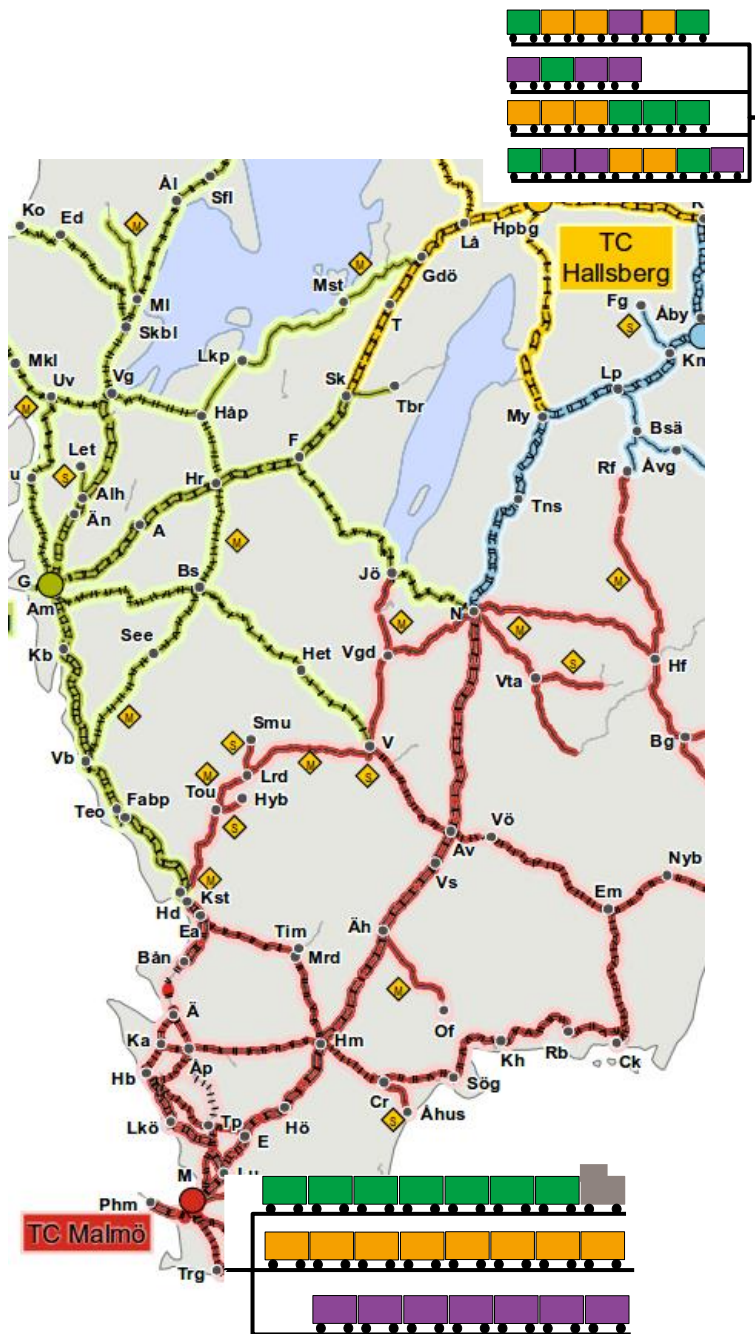 Ål
Sfl
Ko
Ed
M
Lå
Hpbg
TC
Hallsberg
Gdö
M
Mst
Ml
T
Fg
Åby
Skbl
S
Km
Mkl
Lkp
Uv
Vg
Sk
Tbr
Lp
M
Håp
My
Bsä
Let
F
Rf
Åvg
S
Hr
Alh
Än
A
Tns
M
Bs
Jö
M
G
Am
N
M
M
See
Kb
Het
Vgd
Vta
S
Hf
M
Smu
S
V
Bg
Vb
M
M
Lrd
S
Tou
Hyb
Teo
Fabp
S
Av
Vö
Vs
Nyb
M
Kst
Em
Hd
Ea
Tim
Äh
Bån
Mrd
M
Ä
Of
Ka
Hm
Åp
Kh
Rb
Ck
Hb
Sög
Cr
Lkö
Tp
Hö
S
Åhus
E
M
Lu
Phm
TC Malmö
Trg